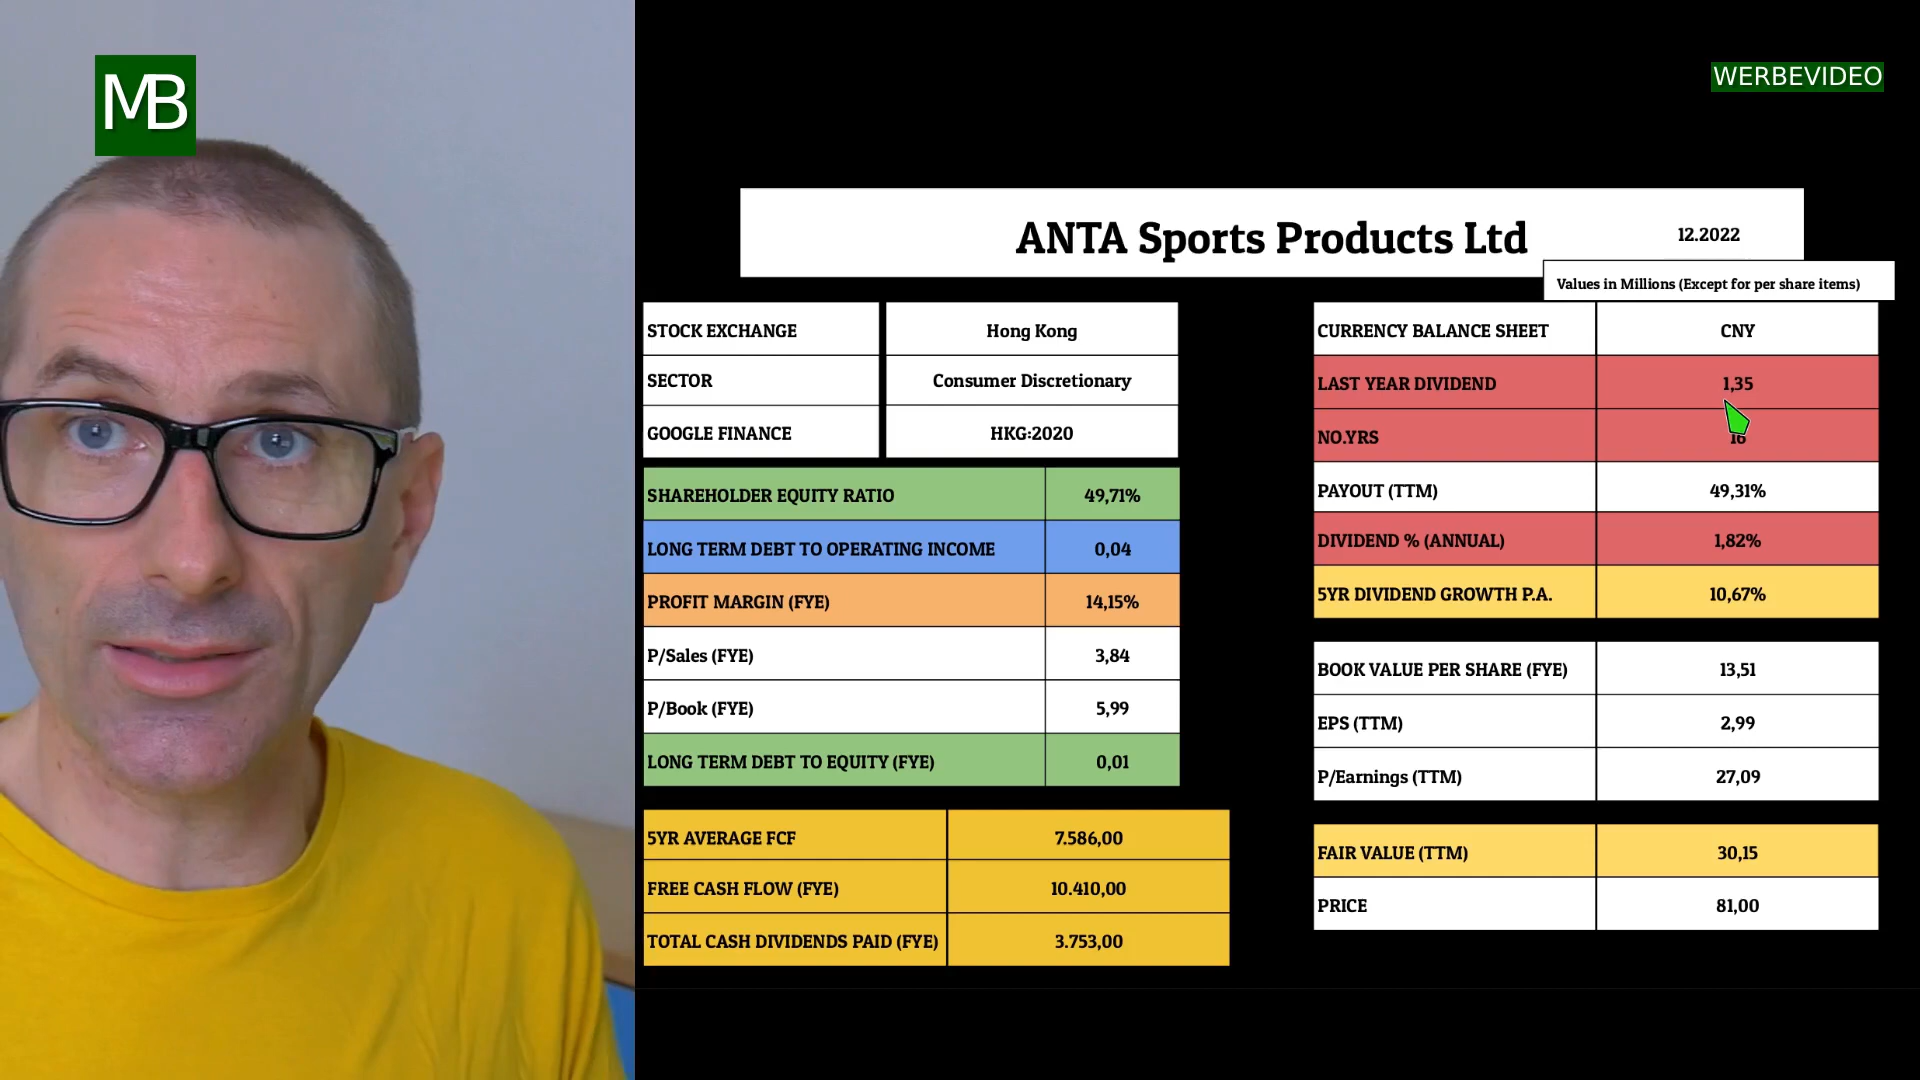 MB
WERBEVIDEO
ANTA Sports Products Ltd 12.2022
Values in Millions (Except for per share items)
STOCK EXCHANGE Hong Kong
SECTOR Consumer Discretionary
GOOGLE FINANCE HKG:2020
SHAREHOLDER EQUITY RATIO 49,71%
LONG TERM DEBT TO OPERATING INCOME 0,04
PROFIT MARGIN (FYE) 14,15%
P/Sales (FYE) 3,84
P/Book (FYE) 5,99
LONG TERM DEBT TO EQUITY (FYE) 0,01
5YR AVERAGE FCF 7.586,00
FREE CASH FLOW (FYE) 10.410,00
TOTAL CASH DIVIDENDS PAID (FYE) 3.753,00
CURRENCY BALANCE SHEET CNY
LAST YEAR DIVIDEND 1,35
NO.YRS 16
PAYOUT (TTM) 49,31%
DIVIDEND % (ANNUAL) 1,82%
5YR DIVIDEND GROWTH P.A. 10,67%
BOOK VALUE PER SHARE (FYE) 13,51
EPS (TTM) 2,99
P/Earnings (TTM) 27,09
FAIR VALUE (TTM) 30,15
PRICE 81,00